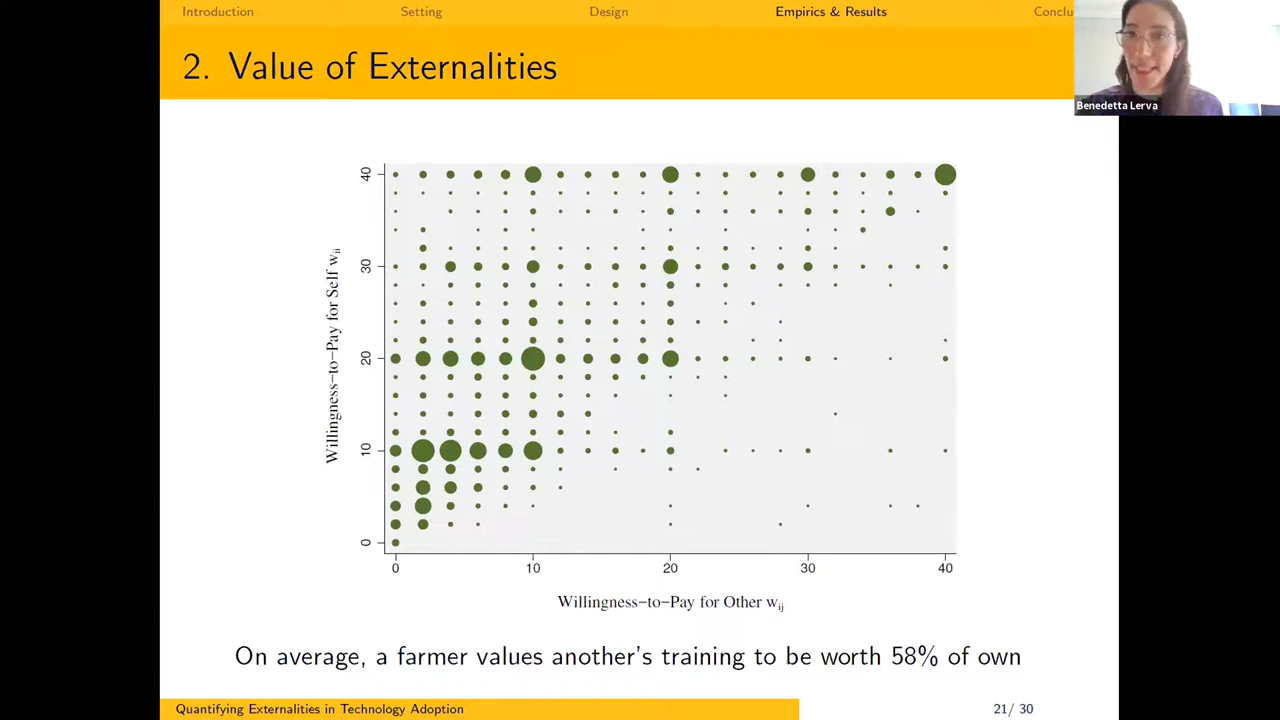 Introduction Setting Design Empirics & Results Conclu
Benedetta Lerva
2. Value of Externalities
Willingness-to-Pay for Self wii
40
30
20
10
0
0 10 20 30 40
Willingness-to-Pay for Other wij
On average, a farmer values another's training to be worth 58% of own
Quantifying Externalities in Technology Adoption 21/ 30